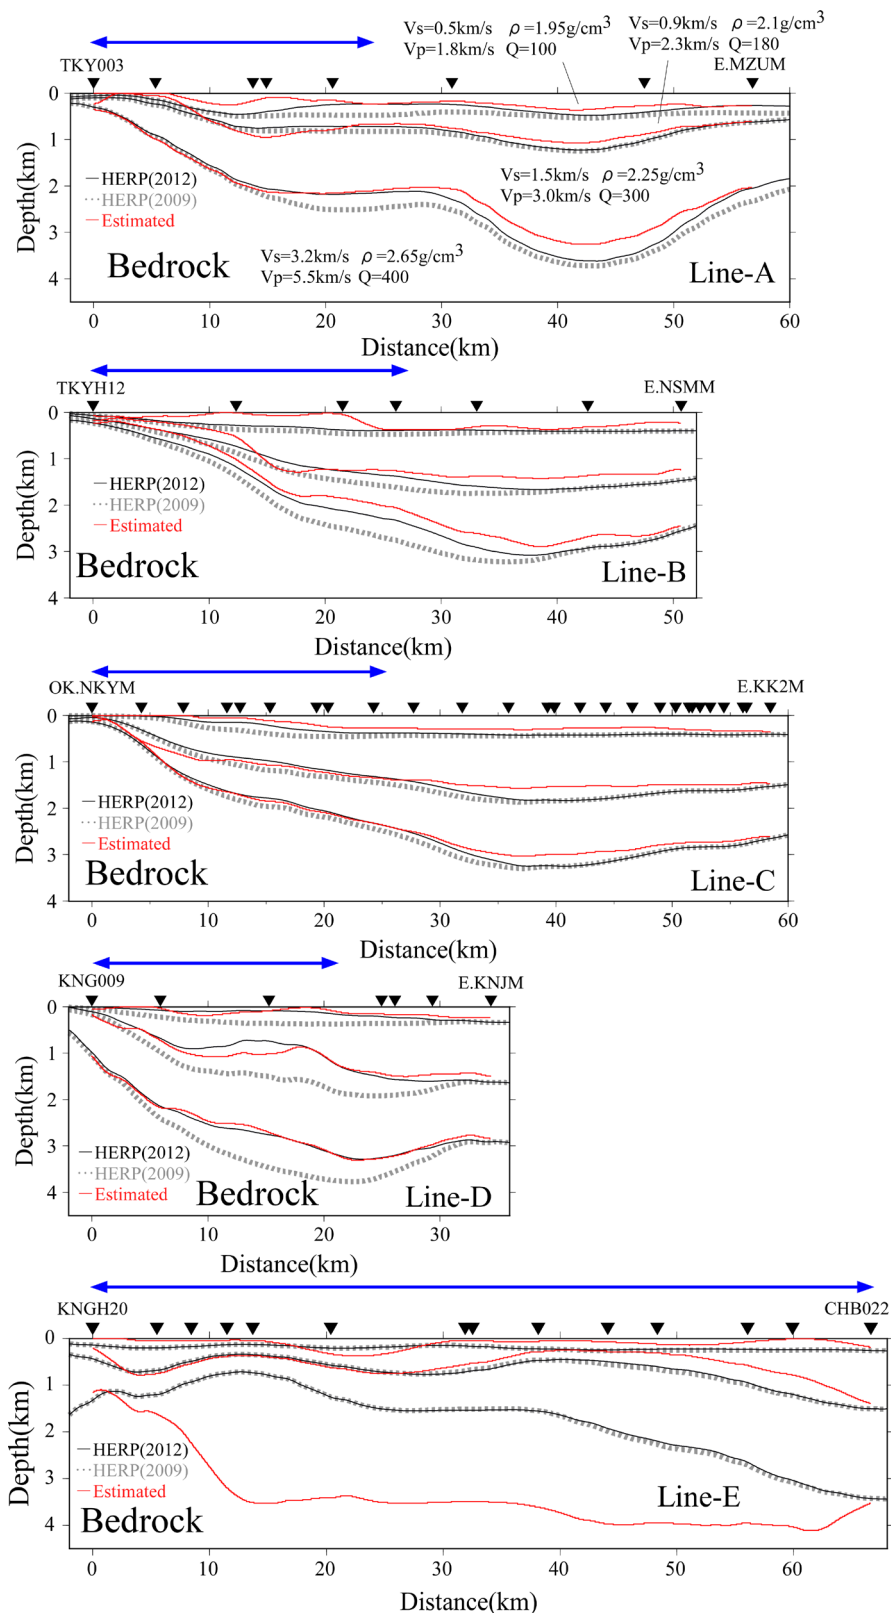 Vs=0.5km/s ρ=1.95g/cm³ Vs=0.9km/s ρ=2.1g/cm³
Vp=1.8km/s Q=100 Vp=2.3km/s Q=180
TKY003 E.MZUM
0
1
2
3
4
Depth(km)
Vs=1.5km/s ρ=2.25g/cm³
Vp=3.0km/s Q=300
HERP(2012)
HERP(2009)
Estimated
Vs=3.2km/s ρ=2.65g/cm³
Vp=5.5km/s Q=400
Bedrock Line-A
0 10 20 30 40 50 60
Distance(km)
TKYH12 E.NSMM
0
1
2
3
4
Depth(km)
HERP(2012)
HERP(2009)
Estimated
Bedrock Line-B
0 10 20 30 40 50
Distance(km)
OK.NKYM E.KK2M
0
1
2
3
4
Depth(km)
HERP(2012)
HERP(2009)
Estimated
Bedrock Line-C
0 10 20 30 40 50 60
Distance(km)
KNG009 E.KNJM
0
1
2
3
4
Depth(km)
HERP(2012)
HERP(2009)
Estimated
Bedrock Line-D
0 10 20 30
Distance(km)
KNGH20 CHB022
0
1
2
3
4
Depth(km)
HERP(2012)
HERP(2009)
Estimated
Bedrock Line-E
0 10 20 30 40 50 60
Distance(km)